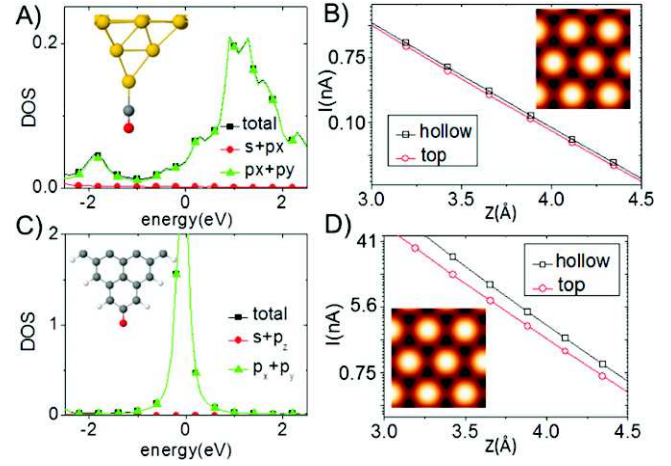 A)
0.2
DOS
0.0
total
s+px
px+py
-2
0
2
energy(eV)
B)
0.75
I(nA)
0.10
hollow
top
3.0
3.5
4.0
4.5
Z(Å)
C)
2
DOS
1
0
total
s+pz
px+py
-2
0
2
energy(eV)
D)
41
I(nA)
5.6
0.75
hollow
top
3.0
3.5
4.0
4.5
Z(Å)